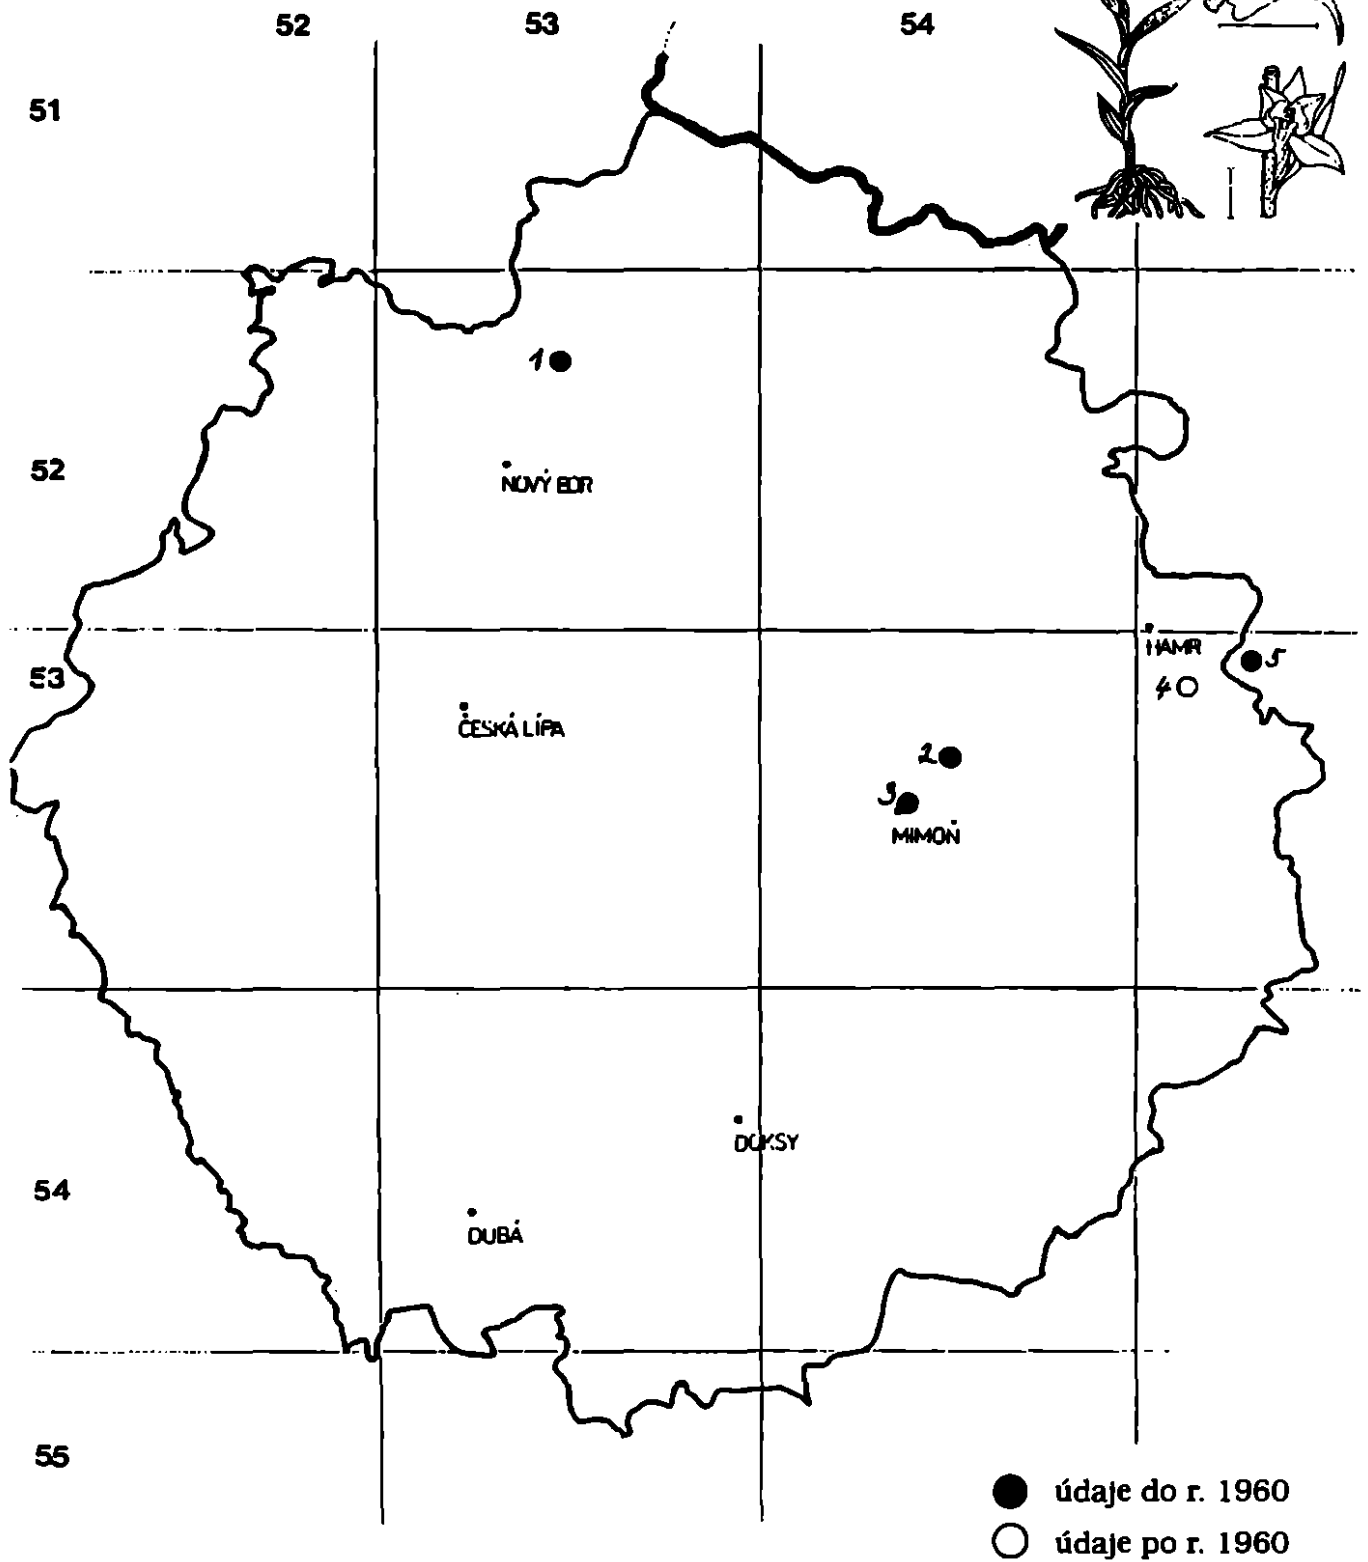 52 53 54
51
1
52
NOVÝ BOR
HAMR
5
53
4
ČESKÁ LÍPA
2
3
MIMOŇ
DOKSY
54
DUBÁ
55
údaje do r. 1960
údaje po r. 1960